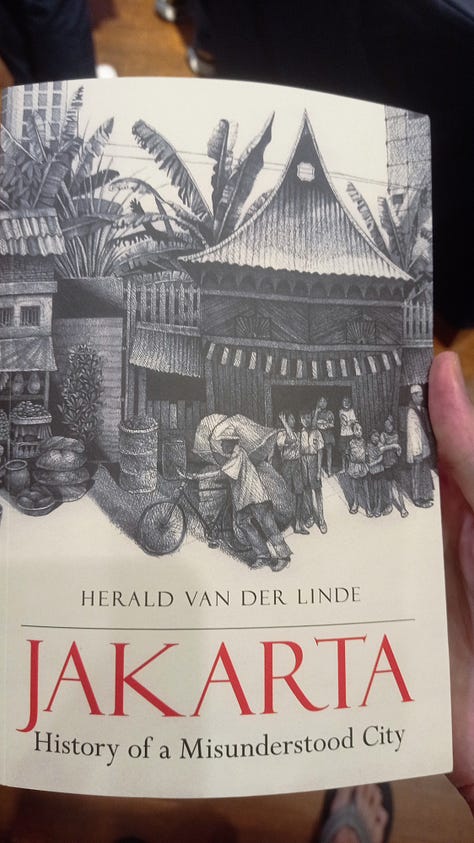 HERALD VAN DER LINDE
JAKARTA
History of a Misunderstood City